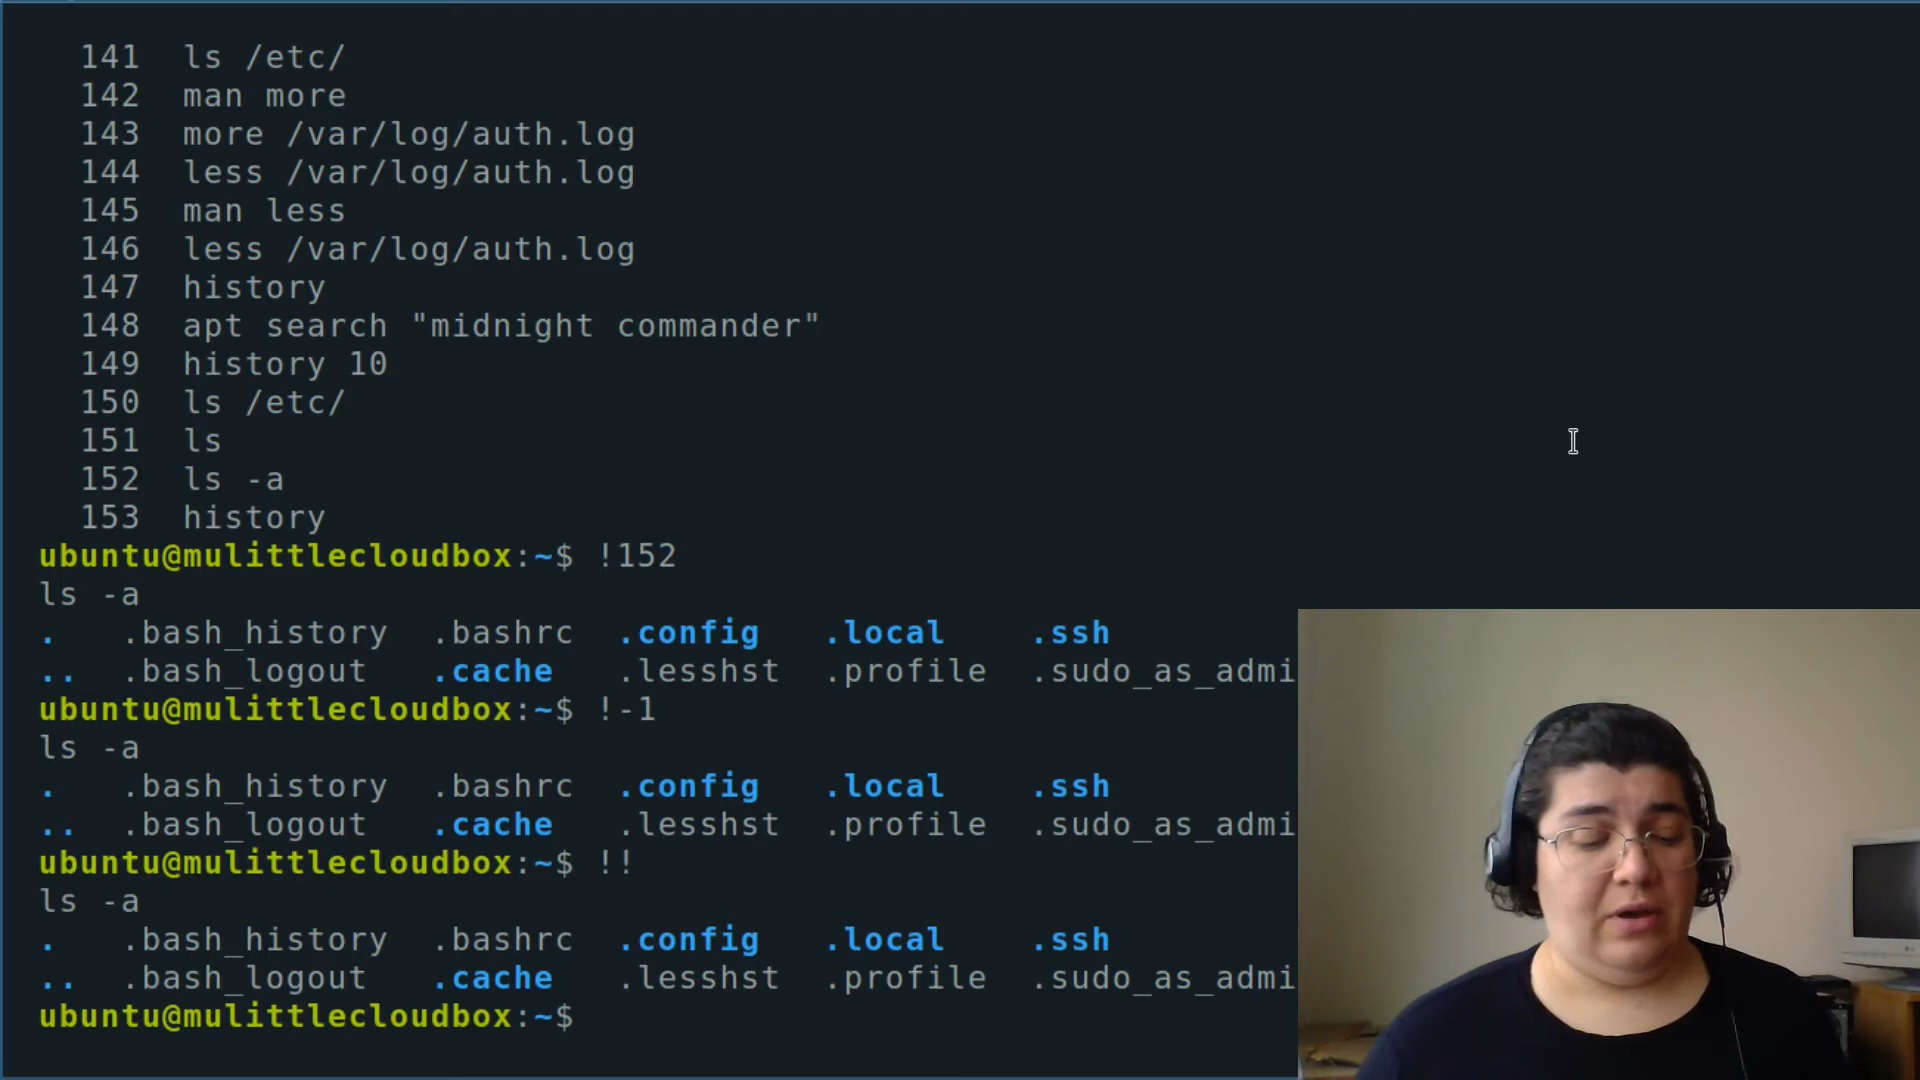 141 ls /etc/
142 man more
143 more /var/log/auth.log
144 less /var/log/auth.log
145 man less
146 less /var/log/auth.log
147 history
148 apt search "midnight commander"
149 history 10
150 ls /etc/
151 ls
152 ls -a
153 history
ubuntu@mulittlecloudbox:~$ !152
ls -a
. .bash_history .bashrc .config .local .ssh
.. .bash_logout .cache .lesshst .profile .sudo_as_admi
ubuntu@mulittlecloudbox:~$ !-1
ls -a
. .bash_history .bashrc .config .local .ssh
.. .bash_logout .cache .lesshst .profile .sudo_as_admi
ubuntu@mulittlecloudbox:~$ !!
ls -a
. .bash_history .bashrc .config .local .ssh
.. .bash_logout .cache .lesshst .profile .sudo_as_admi
ubuntu@mulittlecloudbox:~$